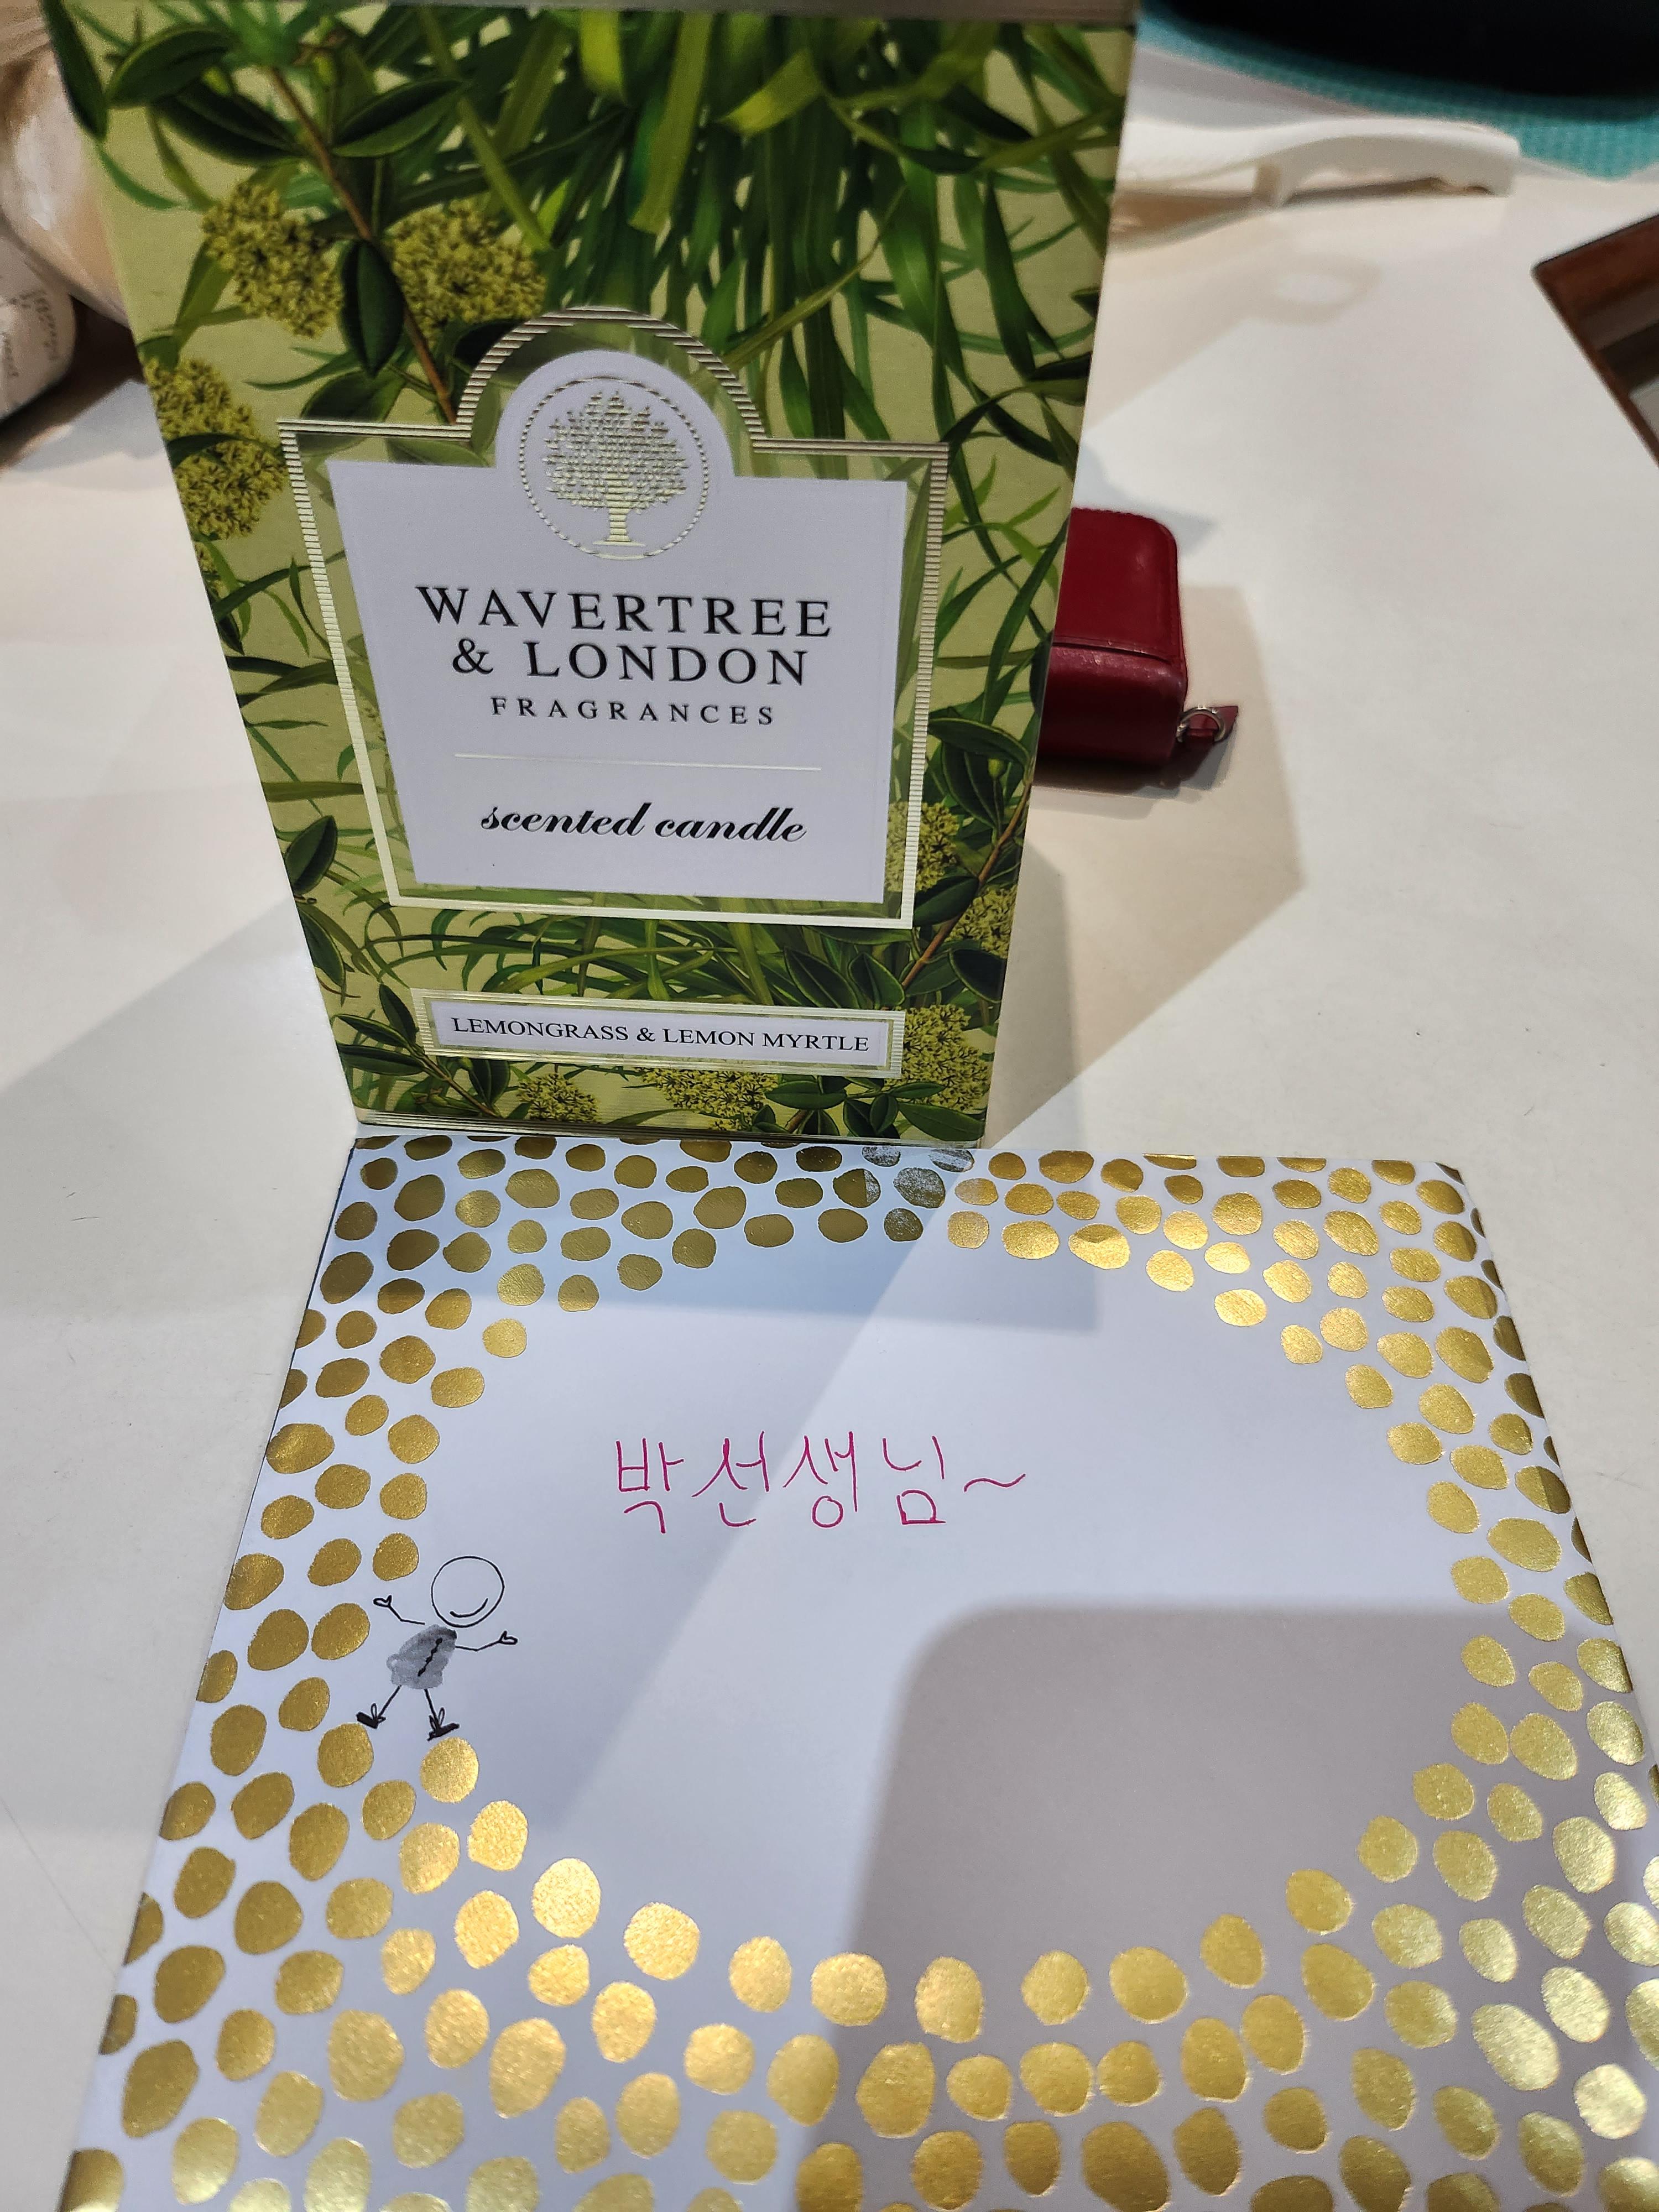 WAVERTREE
& LONDON
FRAGRANCES
scented candle
LEMONGRASS & LEMON MYRTLE
박선생님~